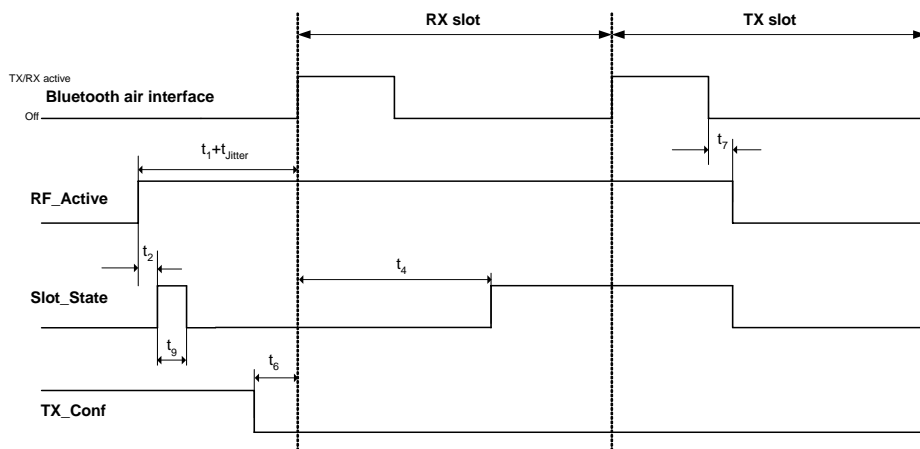 RX slot
TX slot
TX/RX active
Bluetooth air interface
Off
t7
t1+tJitter
RF_Active
t2
t4
Slot_State
t9
t6
TX_Conf